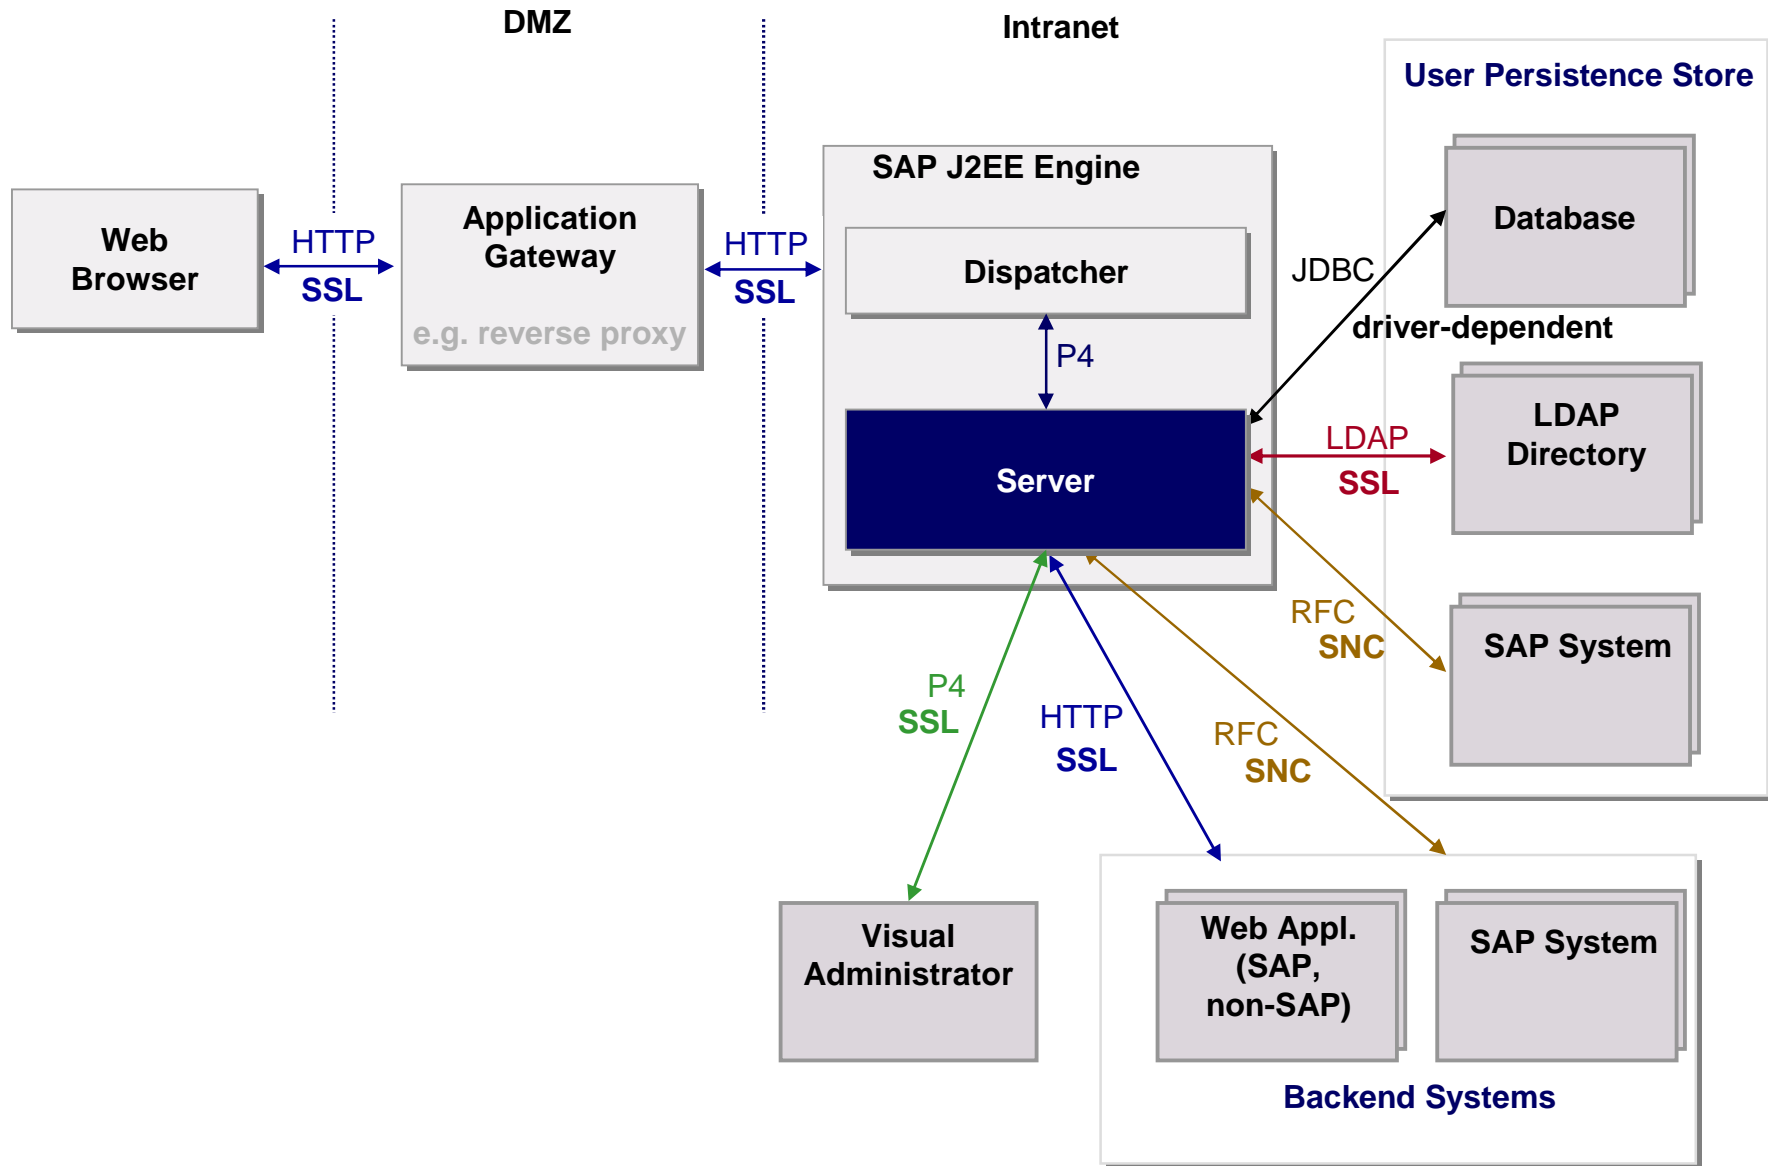 DMZ
Intranet
User Persistence Store
SAP J2EE Engine
Web
Browser
HTTP
SSL
Application
Gateway
e.g. reverse proxy
HTTP
SSL
Dispatcher
P4
Server
JDBC
driver-dependent
Database
LDAP
SSL
LDAP
Directory
RFC
SNC
SAP System
P4
SSL
HTTP
SSL
RFC
SNC
Visual
Administrator
Web Appl.
(SAP,
non-SAP)
SAP System
Backend Systems